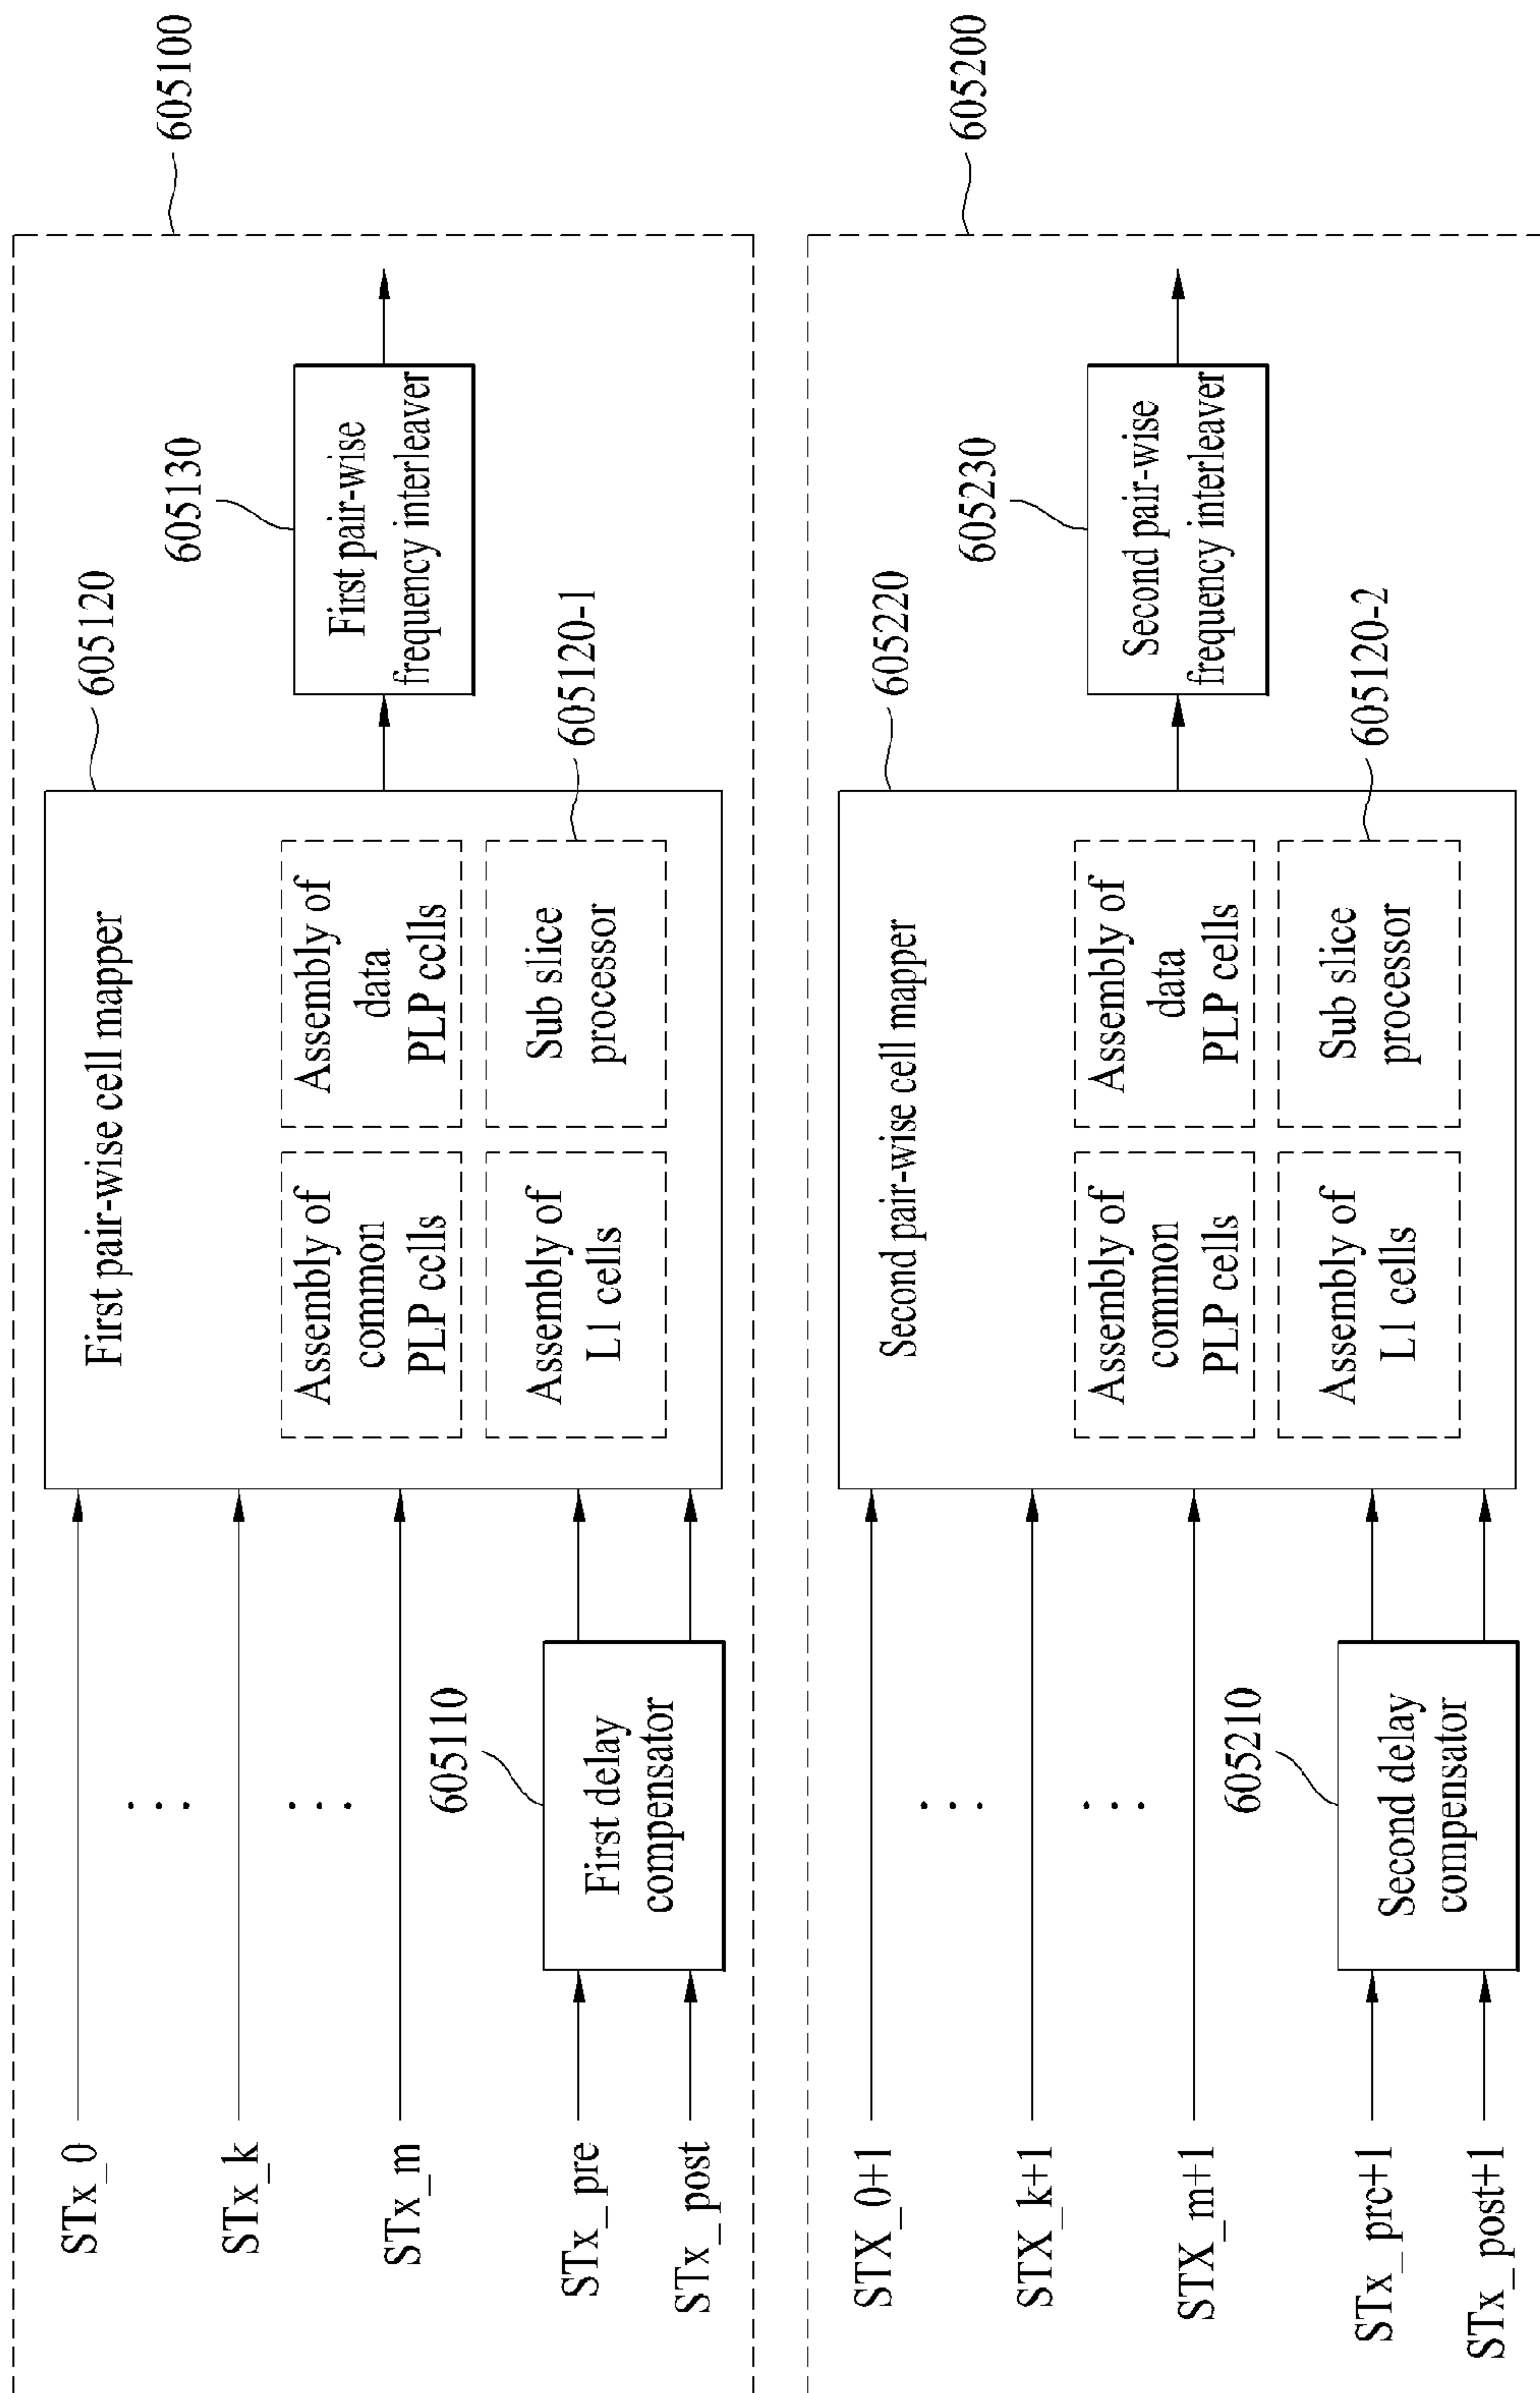 605100
605120
605130
First pair-wise cell mapper
First pair-wise
frequency interleaver
Assembly of
common
PLP cells
Assembly of
data
PLP cells
Assembly of
L1 cells
Sub slice
processor
605120-1
605110
First delay
compensator
STx_0
STx_k
STx_m
STx_pre
STx_post
605200
605220
605230
Second pair-wise cell mapper
Second pair-wise
frequency interleaver
Assembly of
common
PLP cells
Assembly of
data
PLP cells
Assembly of
L1 cells
Sub slice
processor
605120-2
605210
Second delay
compensator
STX_0+1
STX_k+1
STX_m+1
STx_pre+1
STx_post+1